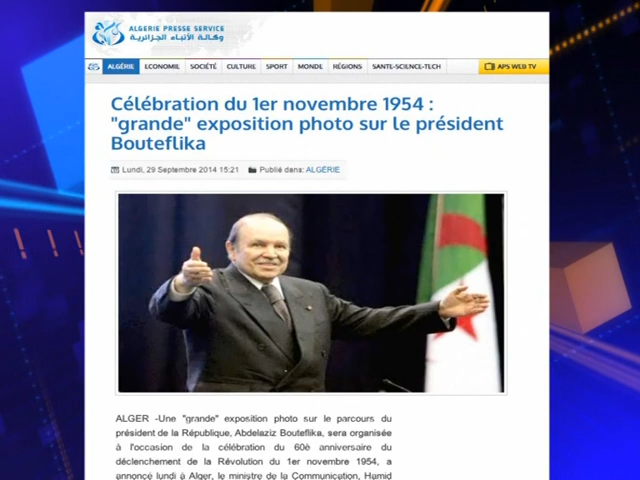 ALGERIE PRESSE SERVICE
وكالة الأنباء الجزائرية
ALGÉRIE ECONOMIE SOCIÉTÉ CULTURE SPORT MONDE RÉGIONS SANTE-SCIENCE-TECH APS WEB TV
Célébration du 1er novembre 1954 :
"grande" exposition photo sur le président
Bouteflika
Lundi, 29 Septembre 2014 15:21 Publié dans: ALGÉRIE
ALGER -Une "grande" exposition photo sur le parcours du
président de la République, Abdelaziz Bouteflika, sera organisée
à l'occasion de la célébration du 60è anniversaire du
déclenchement de la Révolution du 1er novembre 1954, a
annoncé lundi à Alger, le ministre de la Communication, Hamid